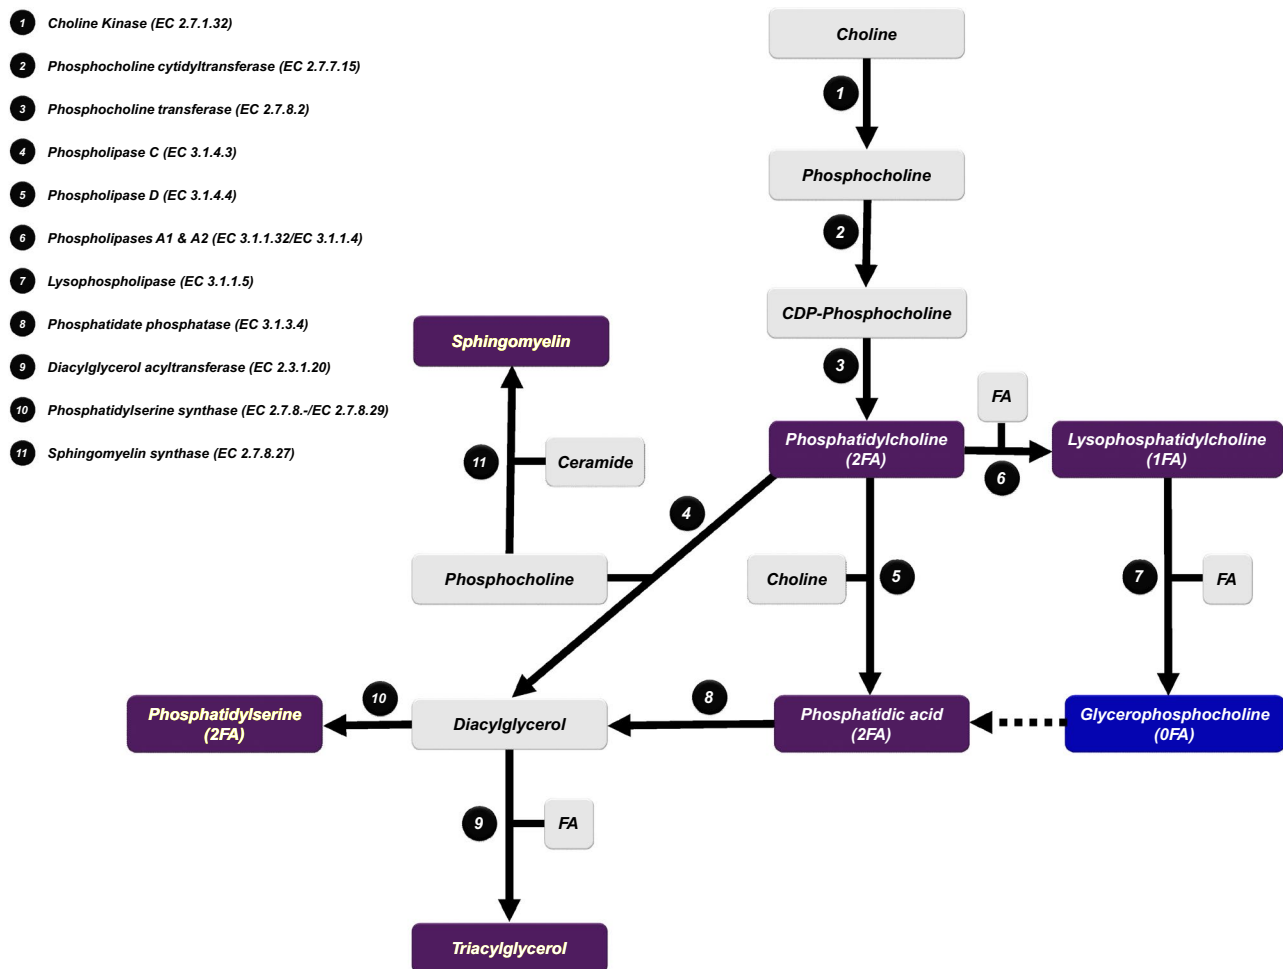 1 Choline Kinase (EC 2.7.1.32)
2 Phosphocholine cytidyltransferase (EC 2.7.7.15)
3 Phosphocholine transferase (EC 2.7.8.2)
4 Phospholipase C (EC 3.1.4.3)
5 Phospholipase D (EC 3.1.4.4)
6 Phospholipases A1 & A2 (EC 3.1.1.32/EC 3.1.1.4)
7 Lysophospholipase (EC 3.1.1.5)
8 Phosphatidate phosphatase (EC 3.1.3.4)
9 Diacylglycerol acyltransferase (EC 2.3.1.20)
10 Phosphatidylserine synthase (EC 2.7.8.-/EC 2.7.8.29)
11 Sphingomyelin synthase (EC 2.7.8.27)
Choline
1
Phosphocholine
2
CDP-Phosphocholine
3
Sphingomyelin
FA
Phosphatidylcholine
(2FA)
Lysophosphatidylcholine
(1FA)
6
11
Ceramide
4
Phosphocholine
Choline
5
7
FA
10
8
Phosphatidylserine
(2FA)
Diacylglycerol
Phosphatidic acid
(2FA)
Glycerophosphocholine
(0FA)
9
FA
Triacylglycerol